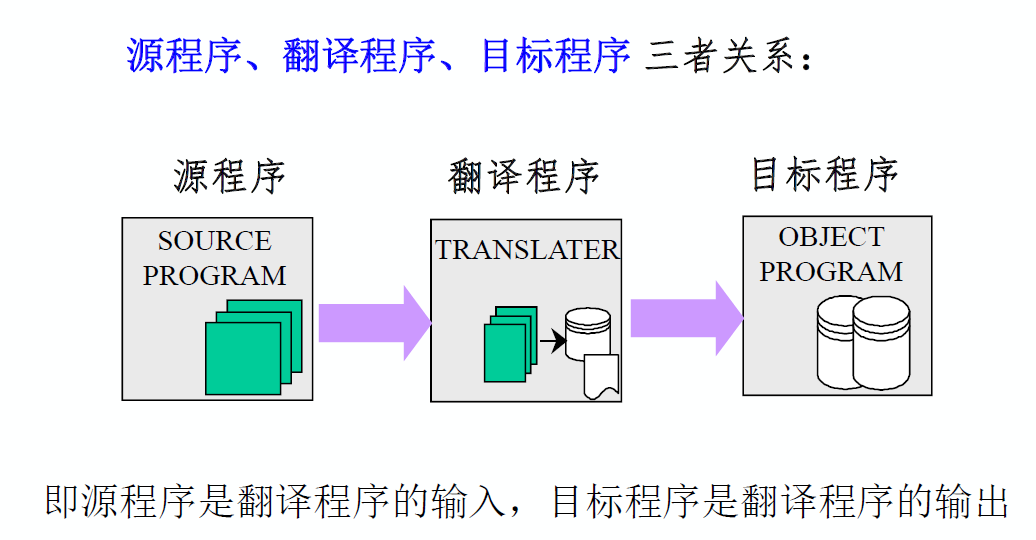 源程序、翻译程序、目标程序 三者关系：
源程序
翻译程序
目标程序
SOURCE
PROGRAM
TRANSLATER
OBJECT
PROGRAM
即源程序是翻译程序的输入，目标程序是翻译程序的输出